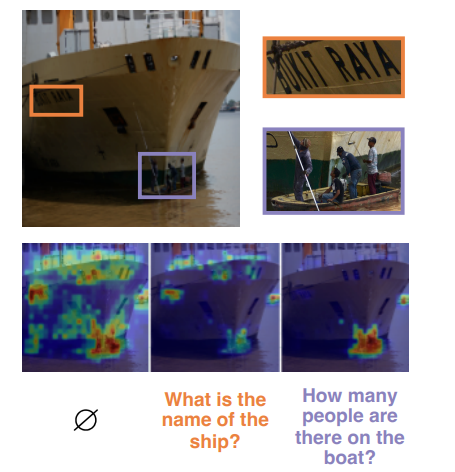 BUKIT RAYA
∅
What is the
name of the
ship?
How many
people are
there on the
boat?